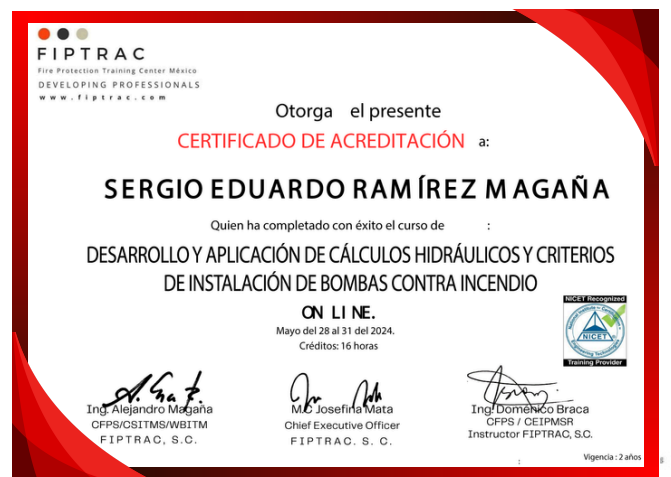 FIPTRAC
Fire Protection Training Center México
DEVELOPING PROFESSIONALS
www.fiptrac.com
Otorga el presente
CERTIFICADO DE ACREDITACIÓN a:
SERGIO EDUARDO RAMÍREZ MAGAÑA
Quien ha completado con éxito el curso de :
DESARROLLO Y APLICACIÓN DE CÁLCULOS HIDRÁULICOS Y CRITERIOS
DE INSTALACIÓN DE BOMBAS CONTRA INCENDIO
ON LINE.
Mayo del 28 al 31 del 2024.
Créditos: 16 horas
NICET Recognized
NICET
Training Provider
Ing. Alejandro Magaña
CFPS/CSITMS/WBITM
FIPTRAC, S.C.
M.C Josefina Mata
Chief Executive Officer
FIPTRAC. S. C.
Ing. Doménico Braca
CFPS / CEIPMSR
Instructor FIPTRAC, S.C.
Vigencia : 2 años
: